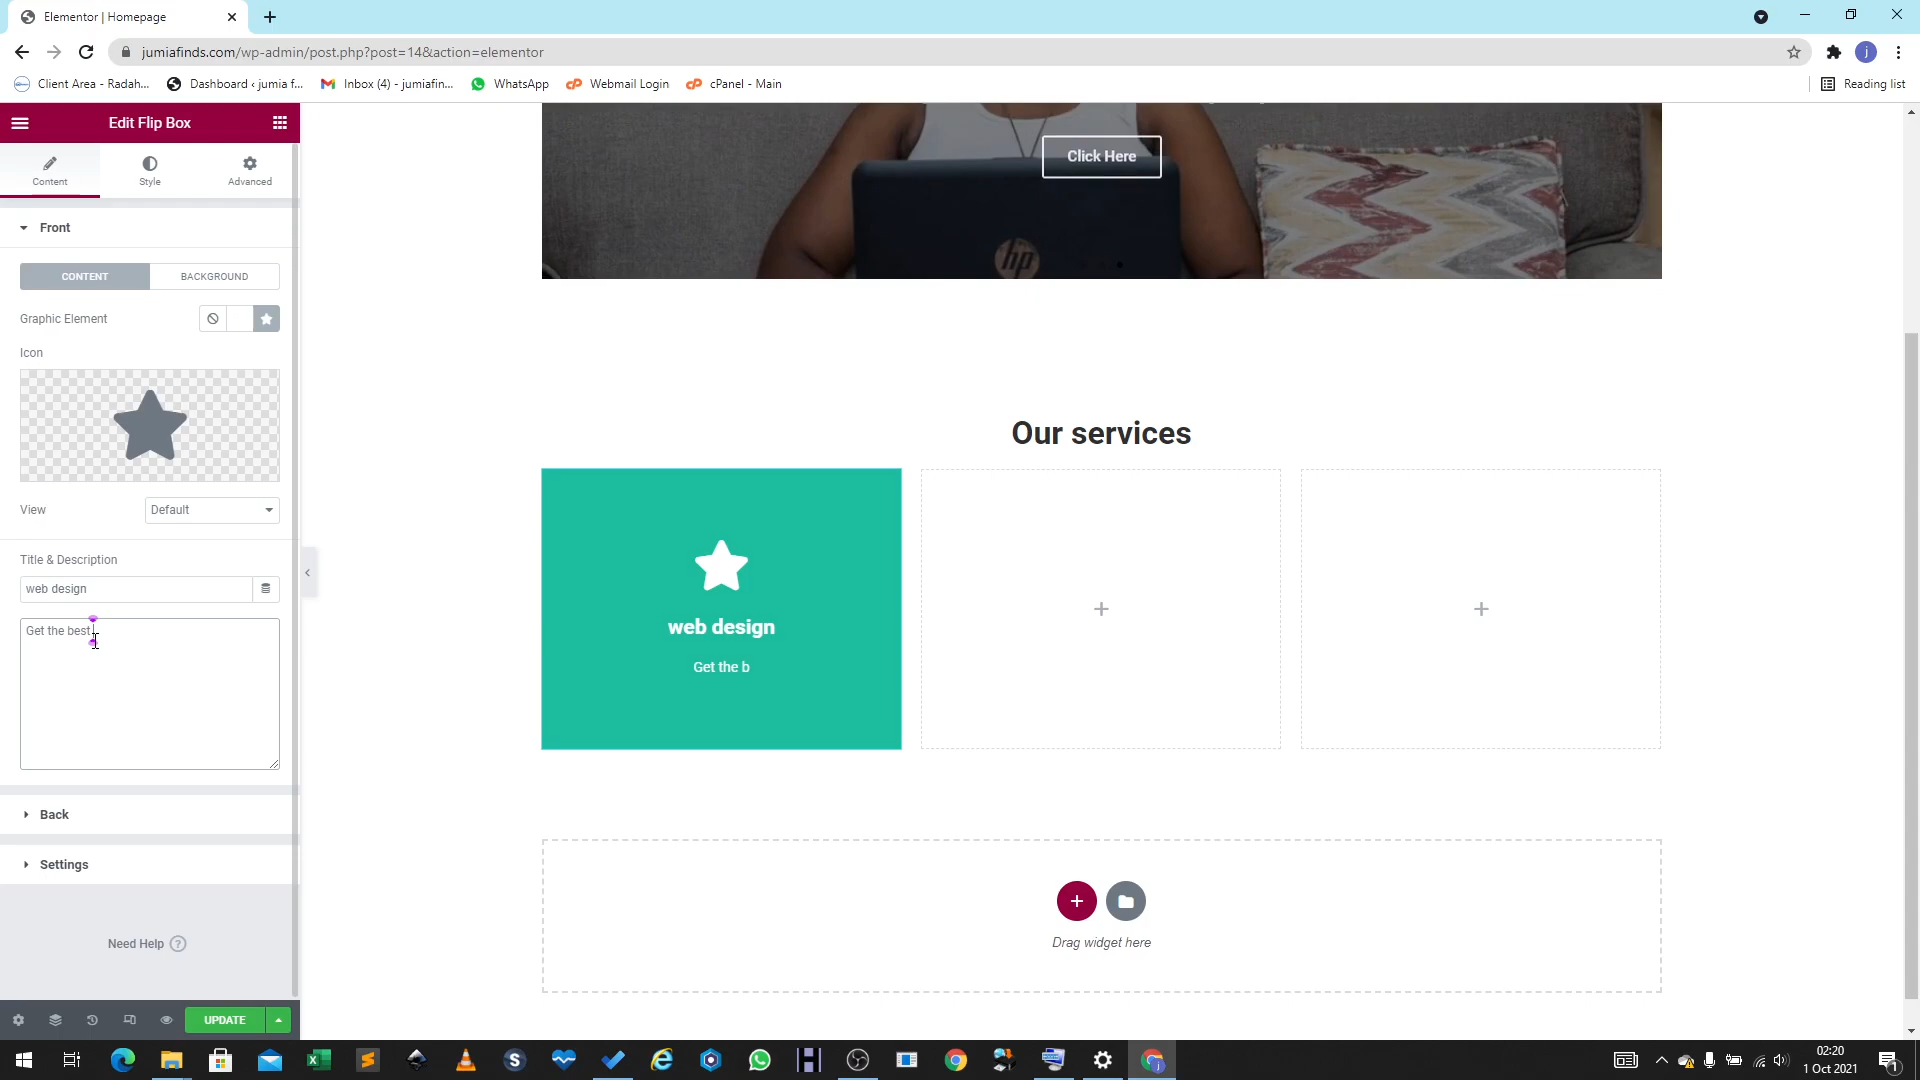 Elementor | Homepage
jumiafinds.com/wp-admin/post.php?post=14&action=elementor
Client Area - Radah...
Dashboard ‹ jumia f...
Inbox (4) - jumiafin...
WhatsApp
Webmail Login
cPanel - Main
Reading list
Edit Flip Box
Content
Style
Advanced
Front
CONTENT
BACKGROUND
Graphic Element
Icon
View
Default
Title & Description
web design
Get the best
Back
Settings
Need Help ?
UPDATE
Click Here
hp
Our services
web design
Get the b
Drag widget here
02:20
1 Oct 2021